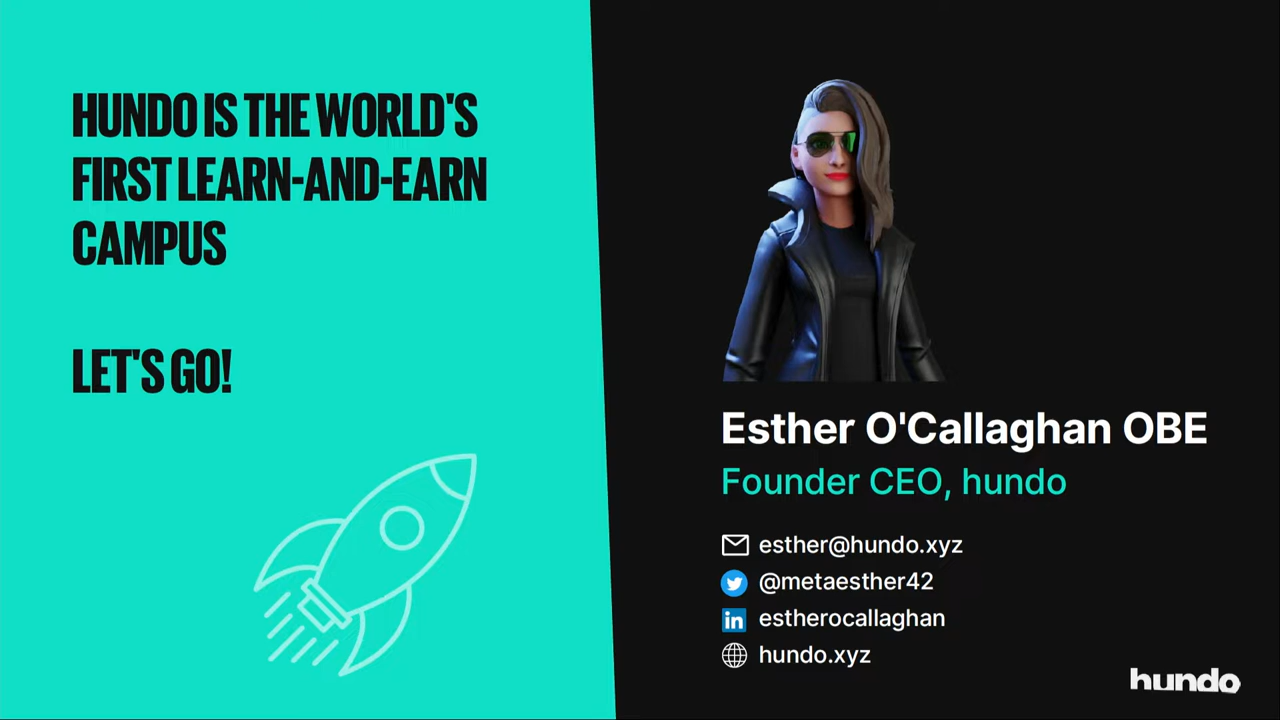 HUNDO IS THE WORLD'S
FIRST LEARN-AND-EARN
CAMPUS
LET'S GO!
Esther O'Callaghan OBE
Founder CEO, hundo
esther@hundo.xyz
@metaesther42
in estherocallaghan
hundo.xyz
hundo